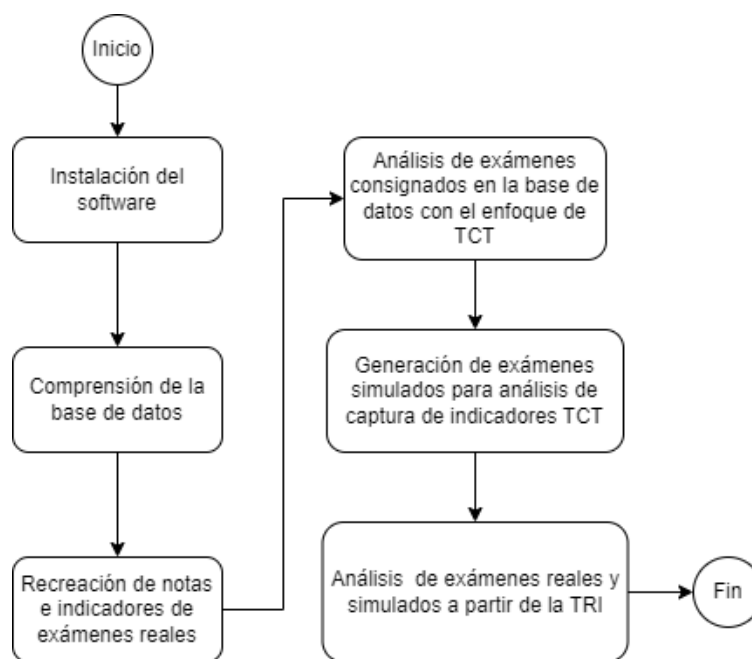 Inicio
Instalación del
software
Comprensión de la
base de datos
Recreación de notas
e indicadores de
exámenes reales
Análisis de exámenes
consignados en la base de
datos con el enfoque de
TCT
Generación de exámenes
simulados para análisis de
captura de indicadores TCT
Análisis de exámenes reales y
simulados a partir de la TRI
Fin